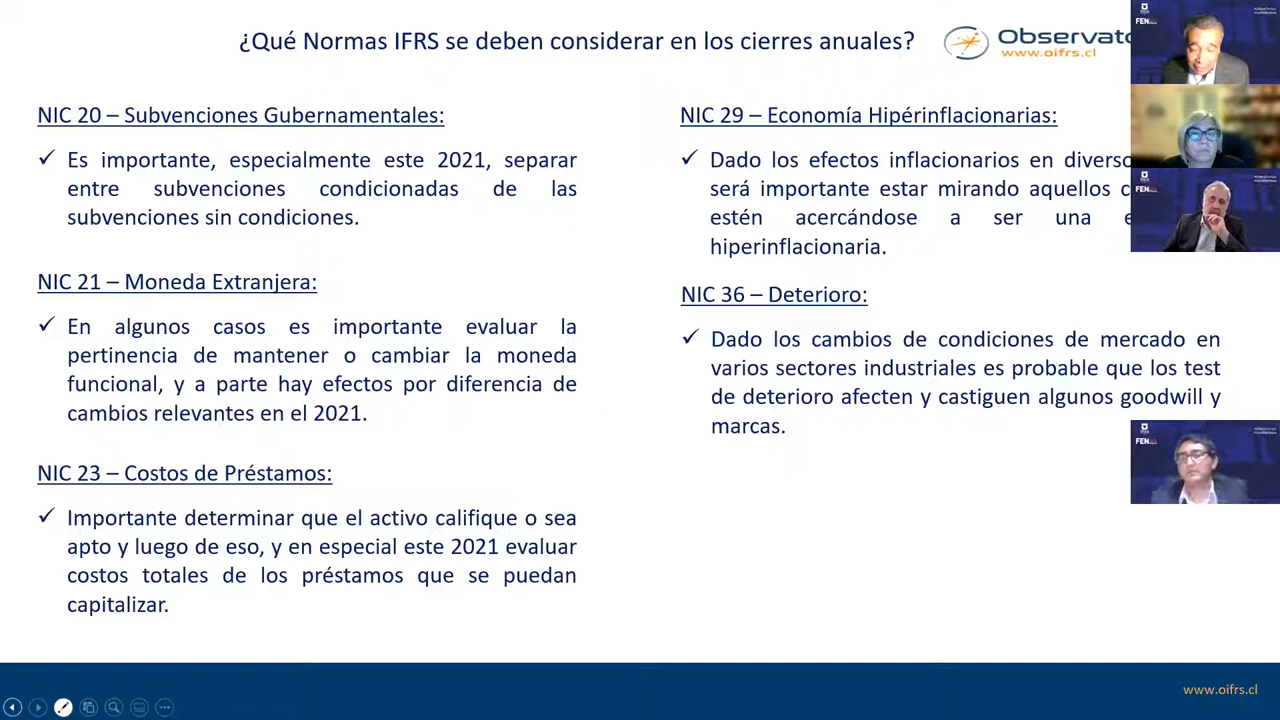 ¿Qué Normas IFRS se deben considerar en los cierres anuales?
Observato
www.oifrs.cl
NIC 20 – Subvenciones Gubernamentales:
✓ Es importante, especialmente este 2021, separar
entre subvenciones condicionadas de las
subvenciones sin condiciones.
NIC 21 – Moneda Extranjera:
✓ En algunos casos es importante evaluar la
pertinencia de mantener o cambiar la moneda
funcional, y a parte hay efectos por diferencia de
cambios relevantes en el 2021.
NIC 23 – Costos de Préstamos:
✓ Importante determinar que el activo califique o sea
apto y luego de eso, y en especial este 2021 evaluar
costos totales de los préstamos que se puedan
capitalizar.
NIC 29 – Economía Hipérinflacionarias:
✓ Dado los efectos inflacionarios en diverso
será importante estar mirando aquellos c
estén acercándose a ser una e
hiperinflacionaria.
NIC 36 – Deterioro:
✓ Dado los cambios de condiciones de mercado en
varios sectores industriales es probable que los test
de deterioro afecten y castiguen algunos goodwill y
marcas.
FEN
FEN
FEN
www.oifrs.cl